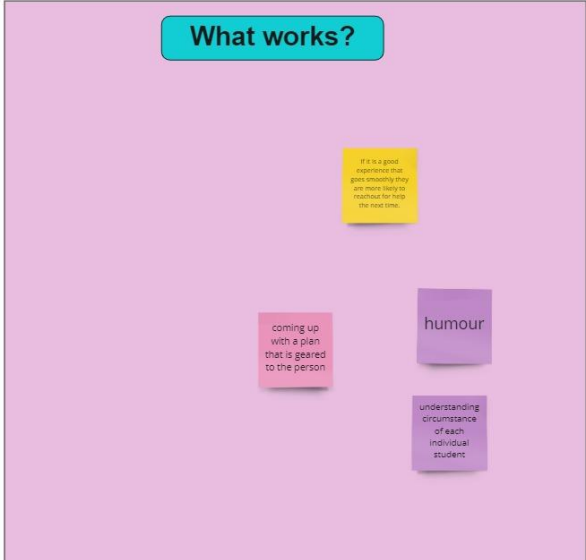 What works?
If it is a good
experience that
goes smoothly they
are more likely to
reachout for help
the next time.
coming up
with a plan
that is geared
to the person
humour
understanding
circumstance
of each
individual
student